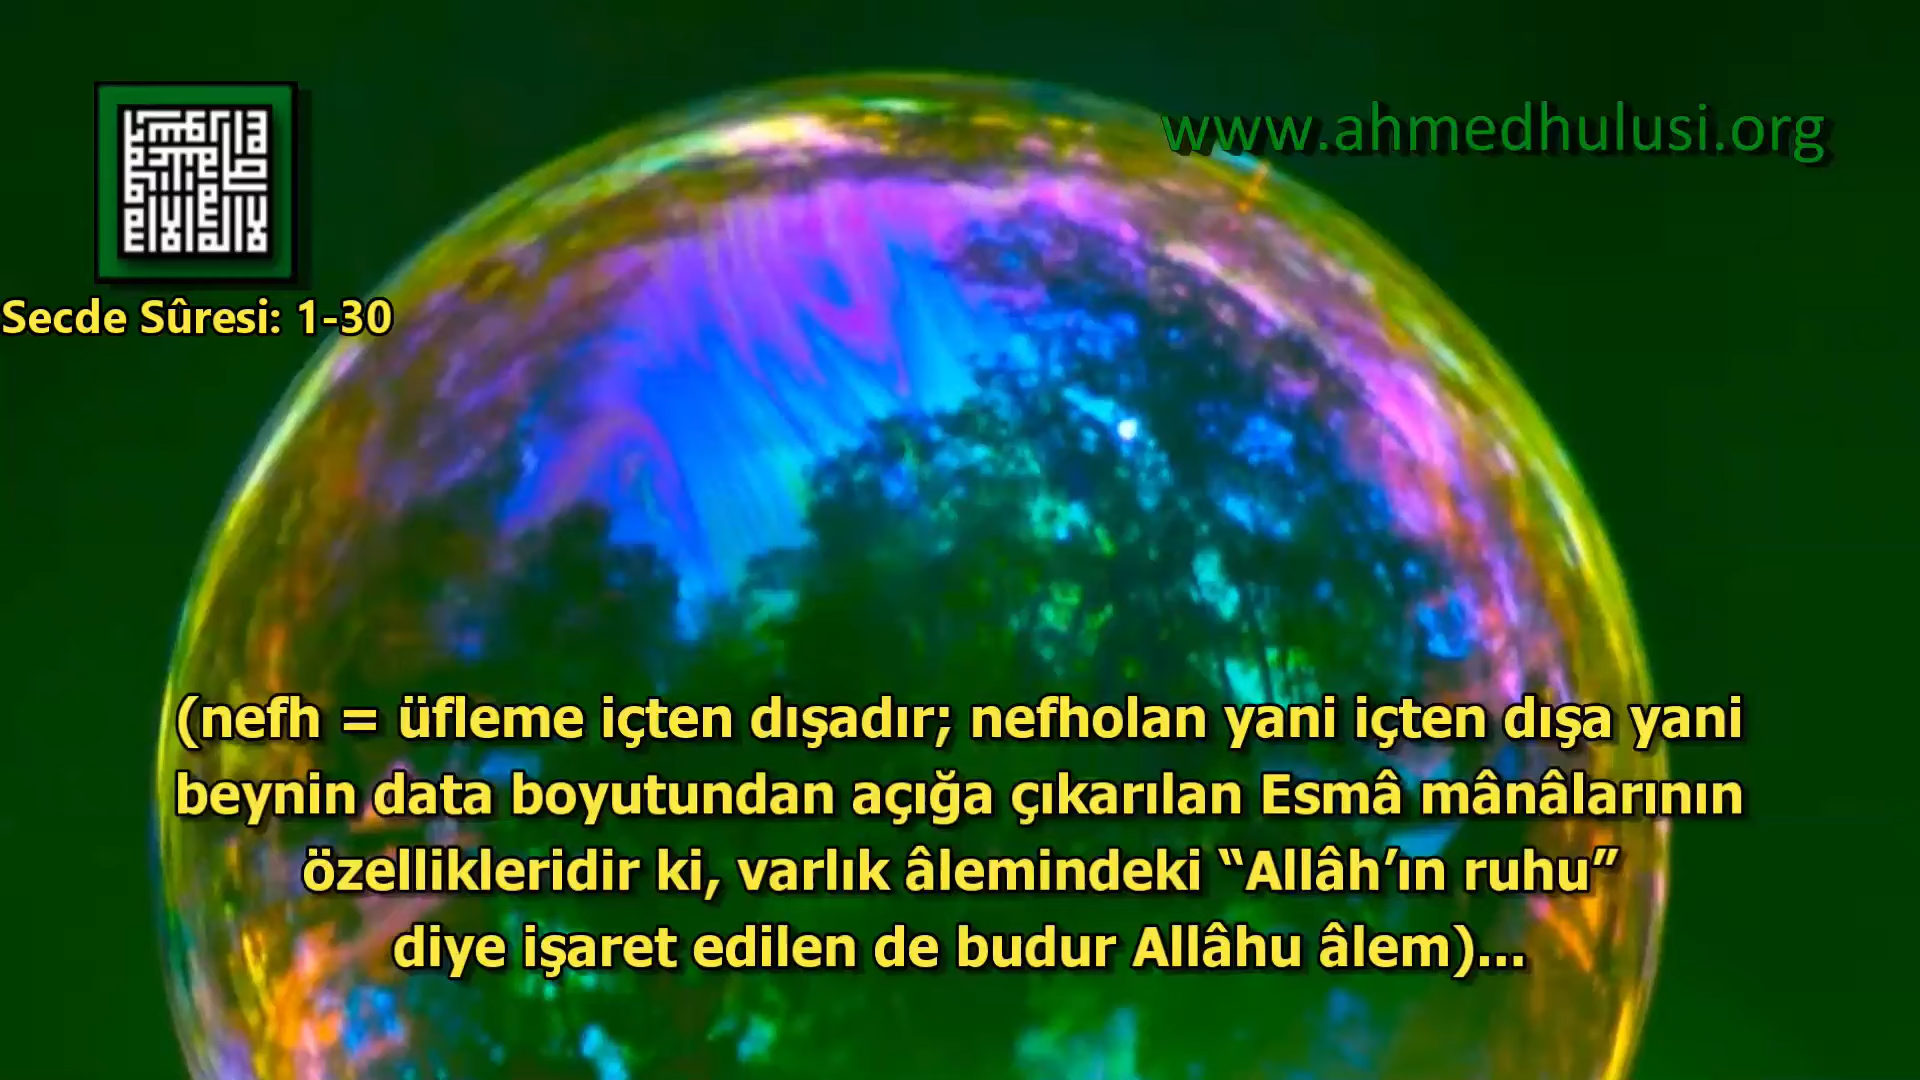 www.ahmedhulusi.org
Secde Sûresi: 1-30
(nefh = üfleme içten dışadır; nefholan yani içten dışa yani
beynin data boyutundan açığa çıkarılan Esmâ mânâlarının
özellikleridir ki, varlık âlemindeki “Allâh’ın ruhu”
diye işaret edilen de budur Allâhu âlem)...